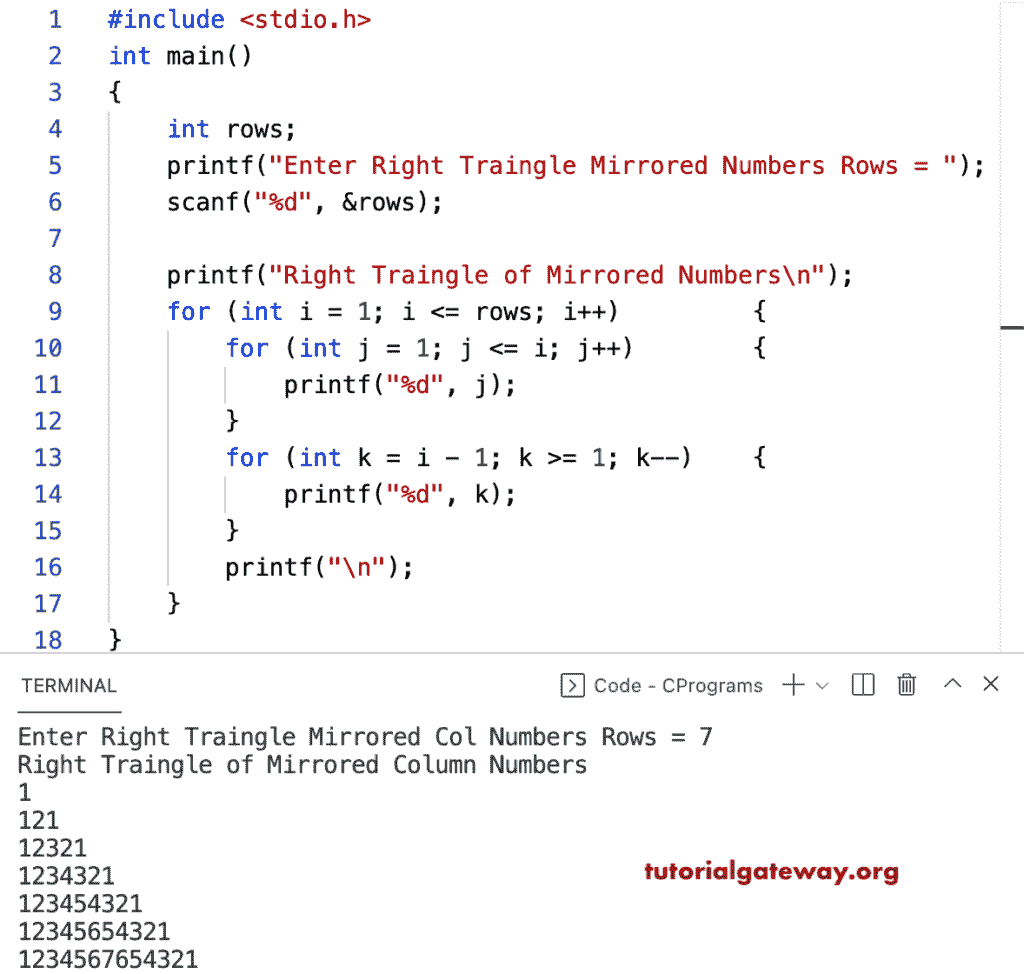 1 #include <stdio.h>
2 int main()
3 {
4 int rows;
5 printf("Enter Right Traingle Mirrored Numbers Rows = ");
6 scanf("%d", &rows);
7
8 printf("Right Traingle of Mirrored Numbers\n");
9 for (int i = 1; i <= rows; i++) {
10 for (int j = 1; j <= i; j++) {
11 printf("%d", j);
12 }
13 for (int k = i - 1; k >= 1; k--) {
14 printf("%d", k);
15 }
16 printf("\n");
17 }
18 }
TERMINAL Code - CPrograms
Enter Right Traingle Mirrored Col Numbers Rows = 7
Right Traingle of Mirrored Column Numbers
1
121
12321
1234321
123454321
12345654321
1234567654321
tutorialgateway.org